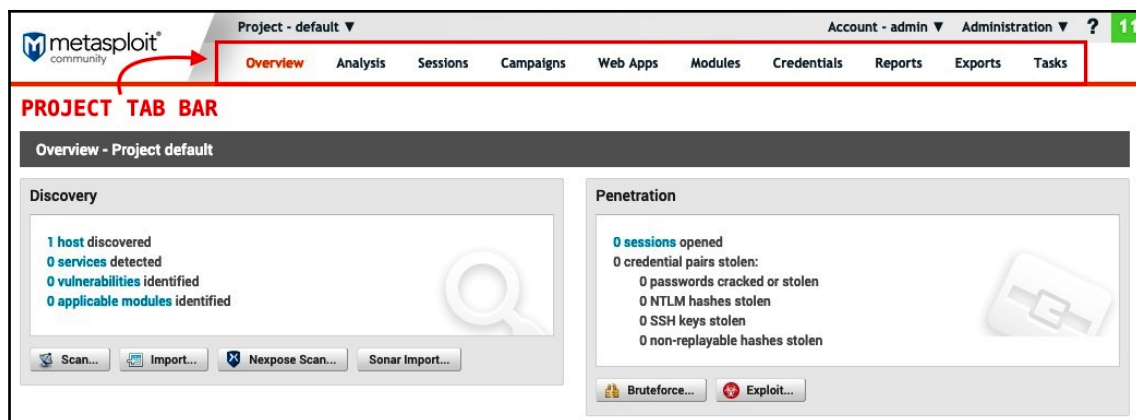 Project - default ▼ Account - admin ▼ Administration ▼ ? 11
metasploit®
community
Overview Analysis Sessions Campaigns Web Apps Modules Credentials Reports Exports Tasks
PROJECT TAB BAR
Overview - Project default
Discovery
1 host discovered
0 services detected
0 vulnerabilities identified
0 applicable modules identified
Scan... Import... Nexpose Scan... Sonar Import...
Penetration
0 sessions opened
0 credential pairs stolen:
0 passwords cracked or stolen
0 NTLM hashes stolen
0 SSH keys stolen
0 non-replayable hashes stolen
Bruteforce... Exploit...